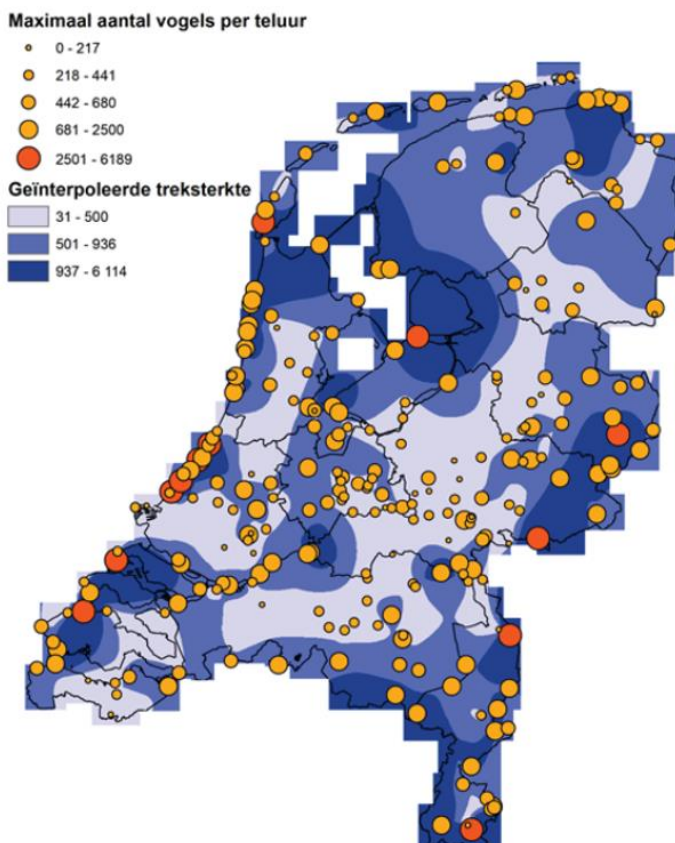 Maximaal aantal vogels per teluur
0 - 217
218 - 441
442 - 680
681 - 2500
2501 - 6189
Geïnterpoleerde treksterkte
31 - 500
501 - 936
937 - 6 114